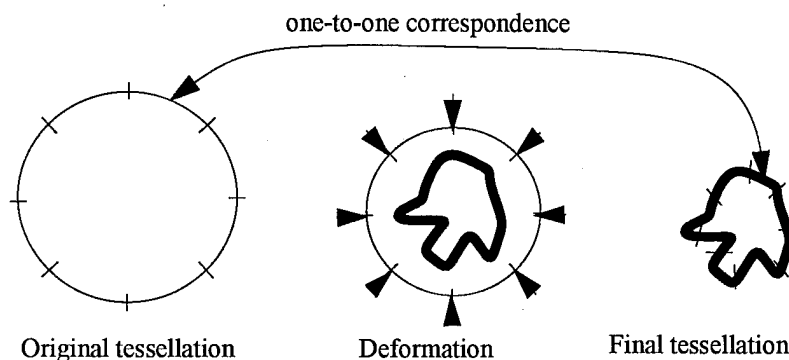 one-to-one correspondence
Original tessellation
Deformation
Final tessellation